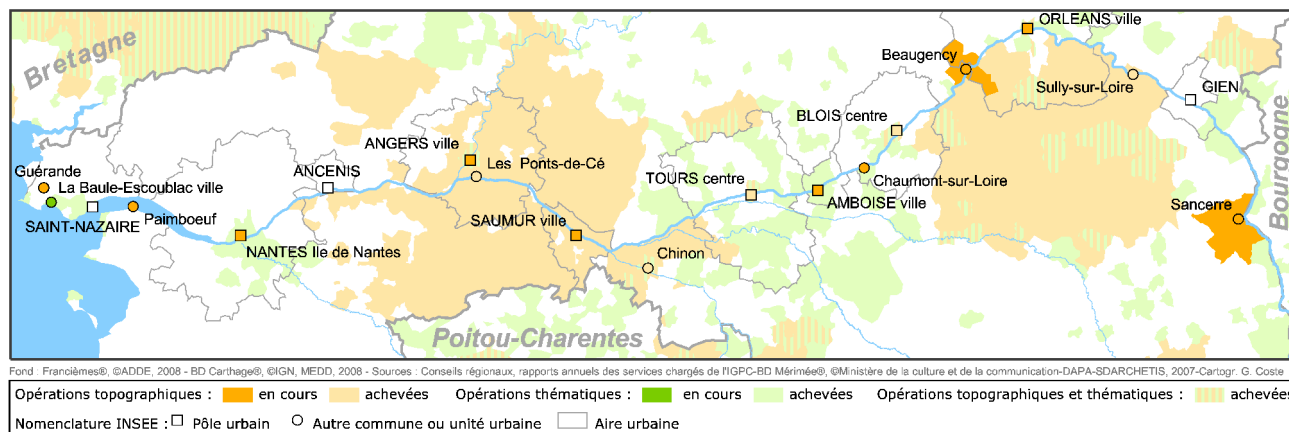 Bretagne
ORLEANS ville
Beaugency
Sully-sur-Loire
GIEN
Bourgogne
BLOIS centre
ANGERS ville
Les Ponts-de-Cé
Guérande
ANCENIS
La Baule-Escoublac ville
TOURS centre
Chaumont-sur-Loire
AMBOISE ville
Sancerre
SAINT-NAZAIRE
Paimboeuf
SAUMUR ville
NANTES Ile de Nantes
Chinon
Poitou-Charentes
Fond : Francièmes®, ©ADDE, 2008 - BD Carthage®, ©IGN, MEDD, 2008 - Sources : Conseils régionaux, rapports annuels des services chargés de l'IGPC-BD Mérimée®, ©Ministère de la culture et de la communication-DAPA-SDARCHETIS, 2007-Cartogr. G. Coste
Opérations topographiques : en cours achevées Opérations thématiques : en cours achevées Opérations topographiques et thématiques : achevées
Nomenclature INSEE : Pôle urbain Autre commune ou unité urbaine Aire urbaine